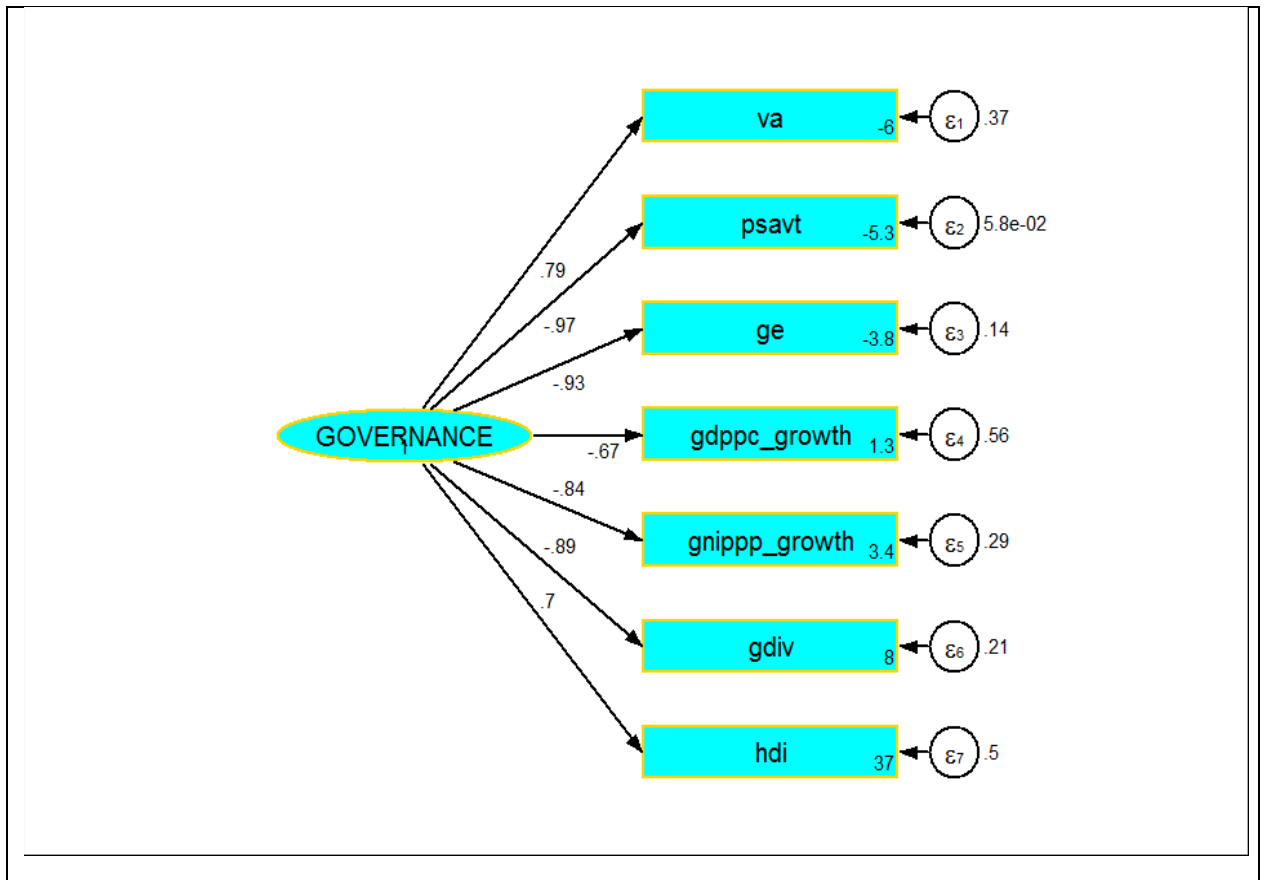 va
-6
ε1
.37
psavt
-5.3
ε2
5.8e-02
.79
-.97
ge
-3.8
ε3
.14
-.93
GOVERNANCE
1
-.67
gdppc_growth
1.3
ε4
.56
-.84
gnippp_growth
3.4
ε5
.29
-.89
.7
gdiv
8
ε6
.21
hdi
37
ε7
.5